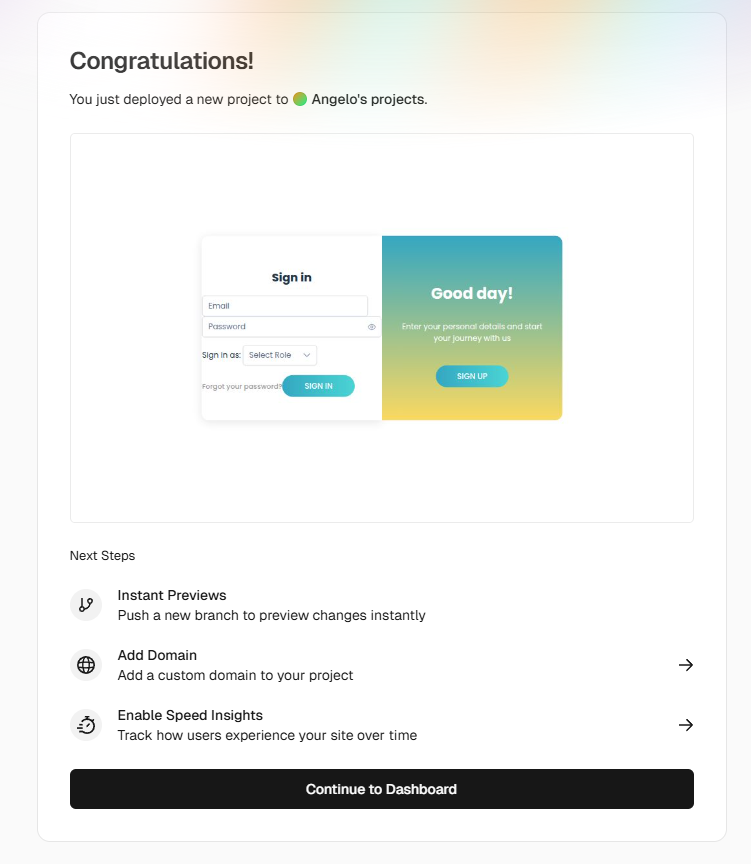 Congratulations!
You just deployed a new project to Angelo's projects.
Sign in
Email
Password
Sign in as: Select Role
Forgot your password? SIGN IN
Good day!
Enter your personal details and start
your journey with us
SIGN UP
Next Steps
Instant Previews
Push a new branch to preview changes instantly
Add Domain
Add a custom domain to your project
Enable Speed Insights
Track how users experience your site over time
Continue to Dashboard